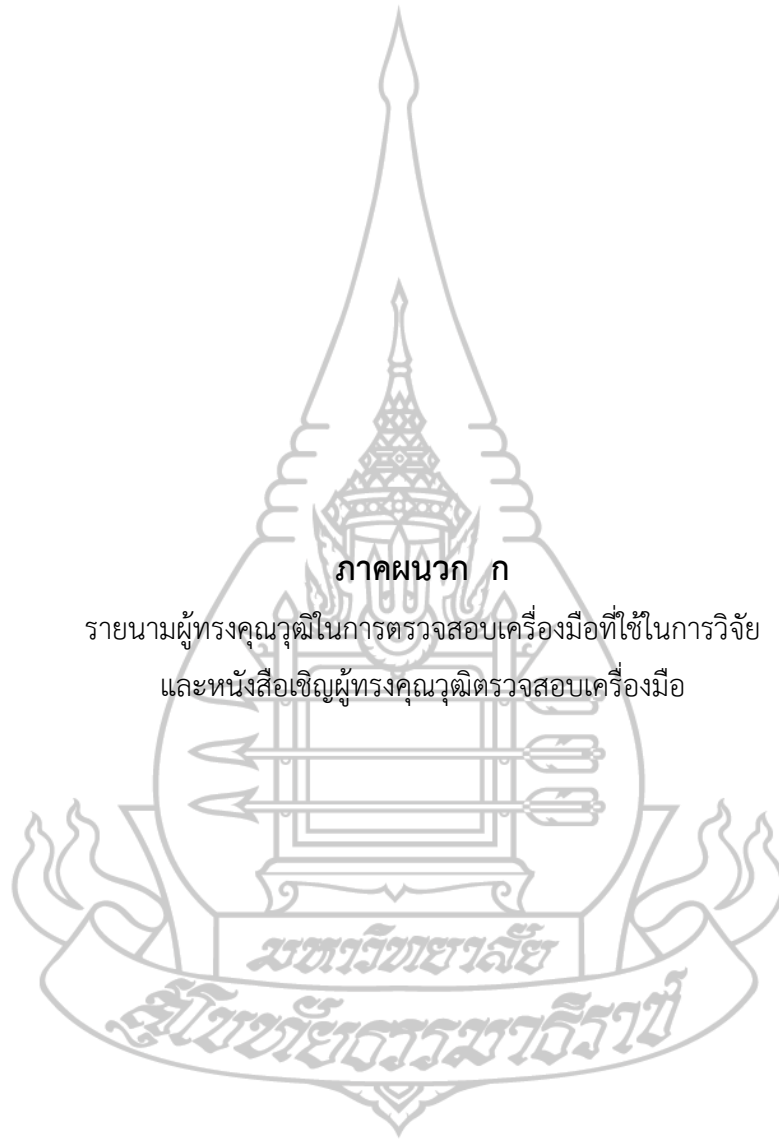 ภาคผนวก ก
รายนามผู้ทรงคุณวุฒิในการตรวจสอบเครื่องมือที่ใช้ในการวิจัย
และหนังสือเชิญผู้ทรงคุณวุฒิตรวจสอบเครื่องมือ
มหาวิทยาลัย
สุโขทัยธรรมาธิราช